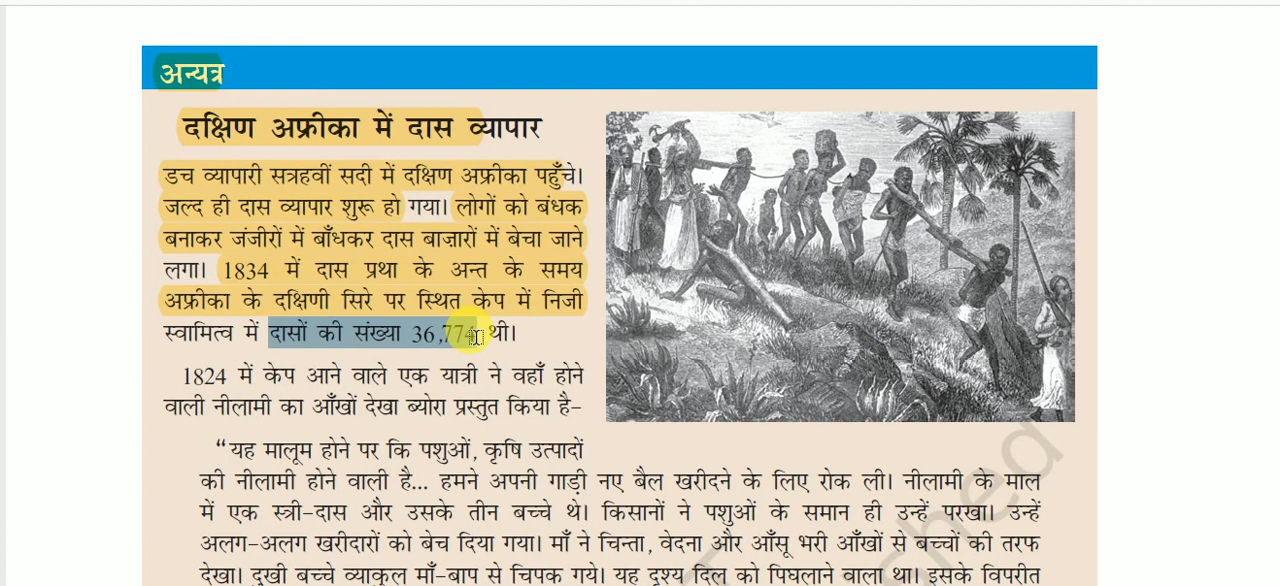 अन्यत्र
दक्षिण अफ्रीका में दास व्यापार
डच व्यापारी सत्रहवीं सदी में दक्षिण अफ्रीका पहुँचे।
जल्द ही दास व्यापार शुरू हो गया। लोगों को बंधक
बनाकर जंजीरों में बाँधकर दास बाज़ारों में बेचा जाने
लगा। 1834 में दास प्रथा के अन्त के समय
अफ्रीका के दक्षिणी सिरे पर स्थित केप में निजी
स्वामित्व में दासों की संख्या 36,774 थी।
1824 में केप आने वाले एक यात्री ने वहाँ होने
वाली नीलामी का आँखों देखा ब्योरा प्रस्तुत किया है–
“यह मालूम होने पर कि पशुओं, कृषि उत्पादों
की नीलामी होने वाली है... हमने अपनी गाड़ी नए बैल खरीदने के लिए रोक ली। नीलामी के माल
में एक स्त्री–दास और उसके तीन बच्चे थे। किसानों ने पशुओं के समान ही उन्हें परखा। उन्हें
अलग–अलग खरीदारों को बेच दिया गया। माँ ने चिन्ता, वेदना और आँसू भरी आँखों से बच्चों की तरफ
देखा। दुखी बच्चे व्याकुल माँ–बाप से चिपक गये। यह दृश्य दिल को पिघलाने वाला था। इसके विपरीत